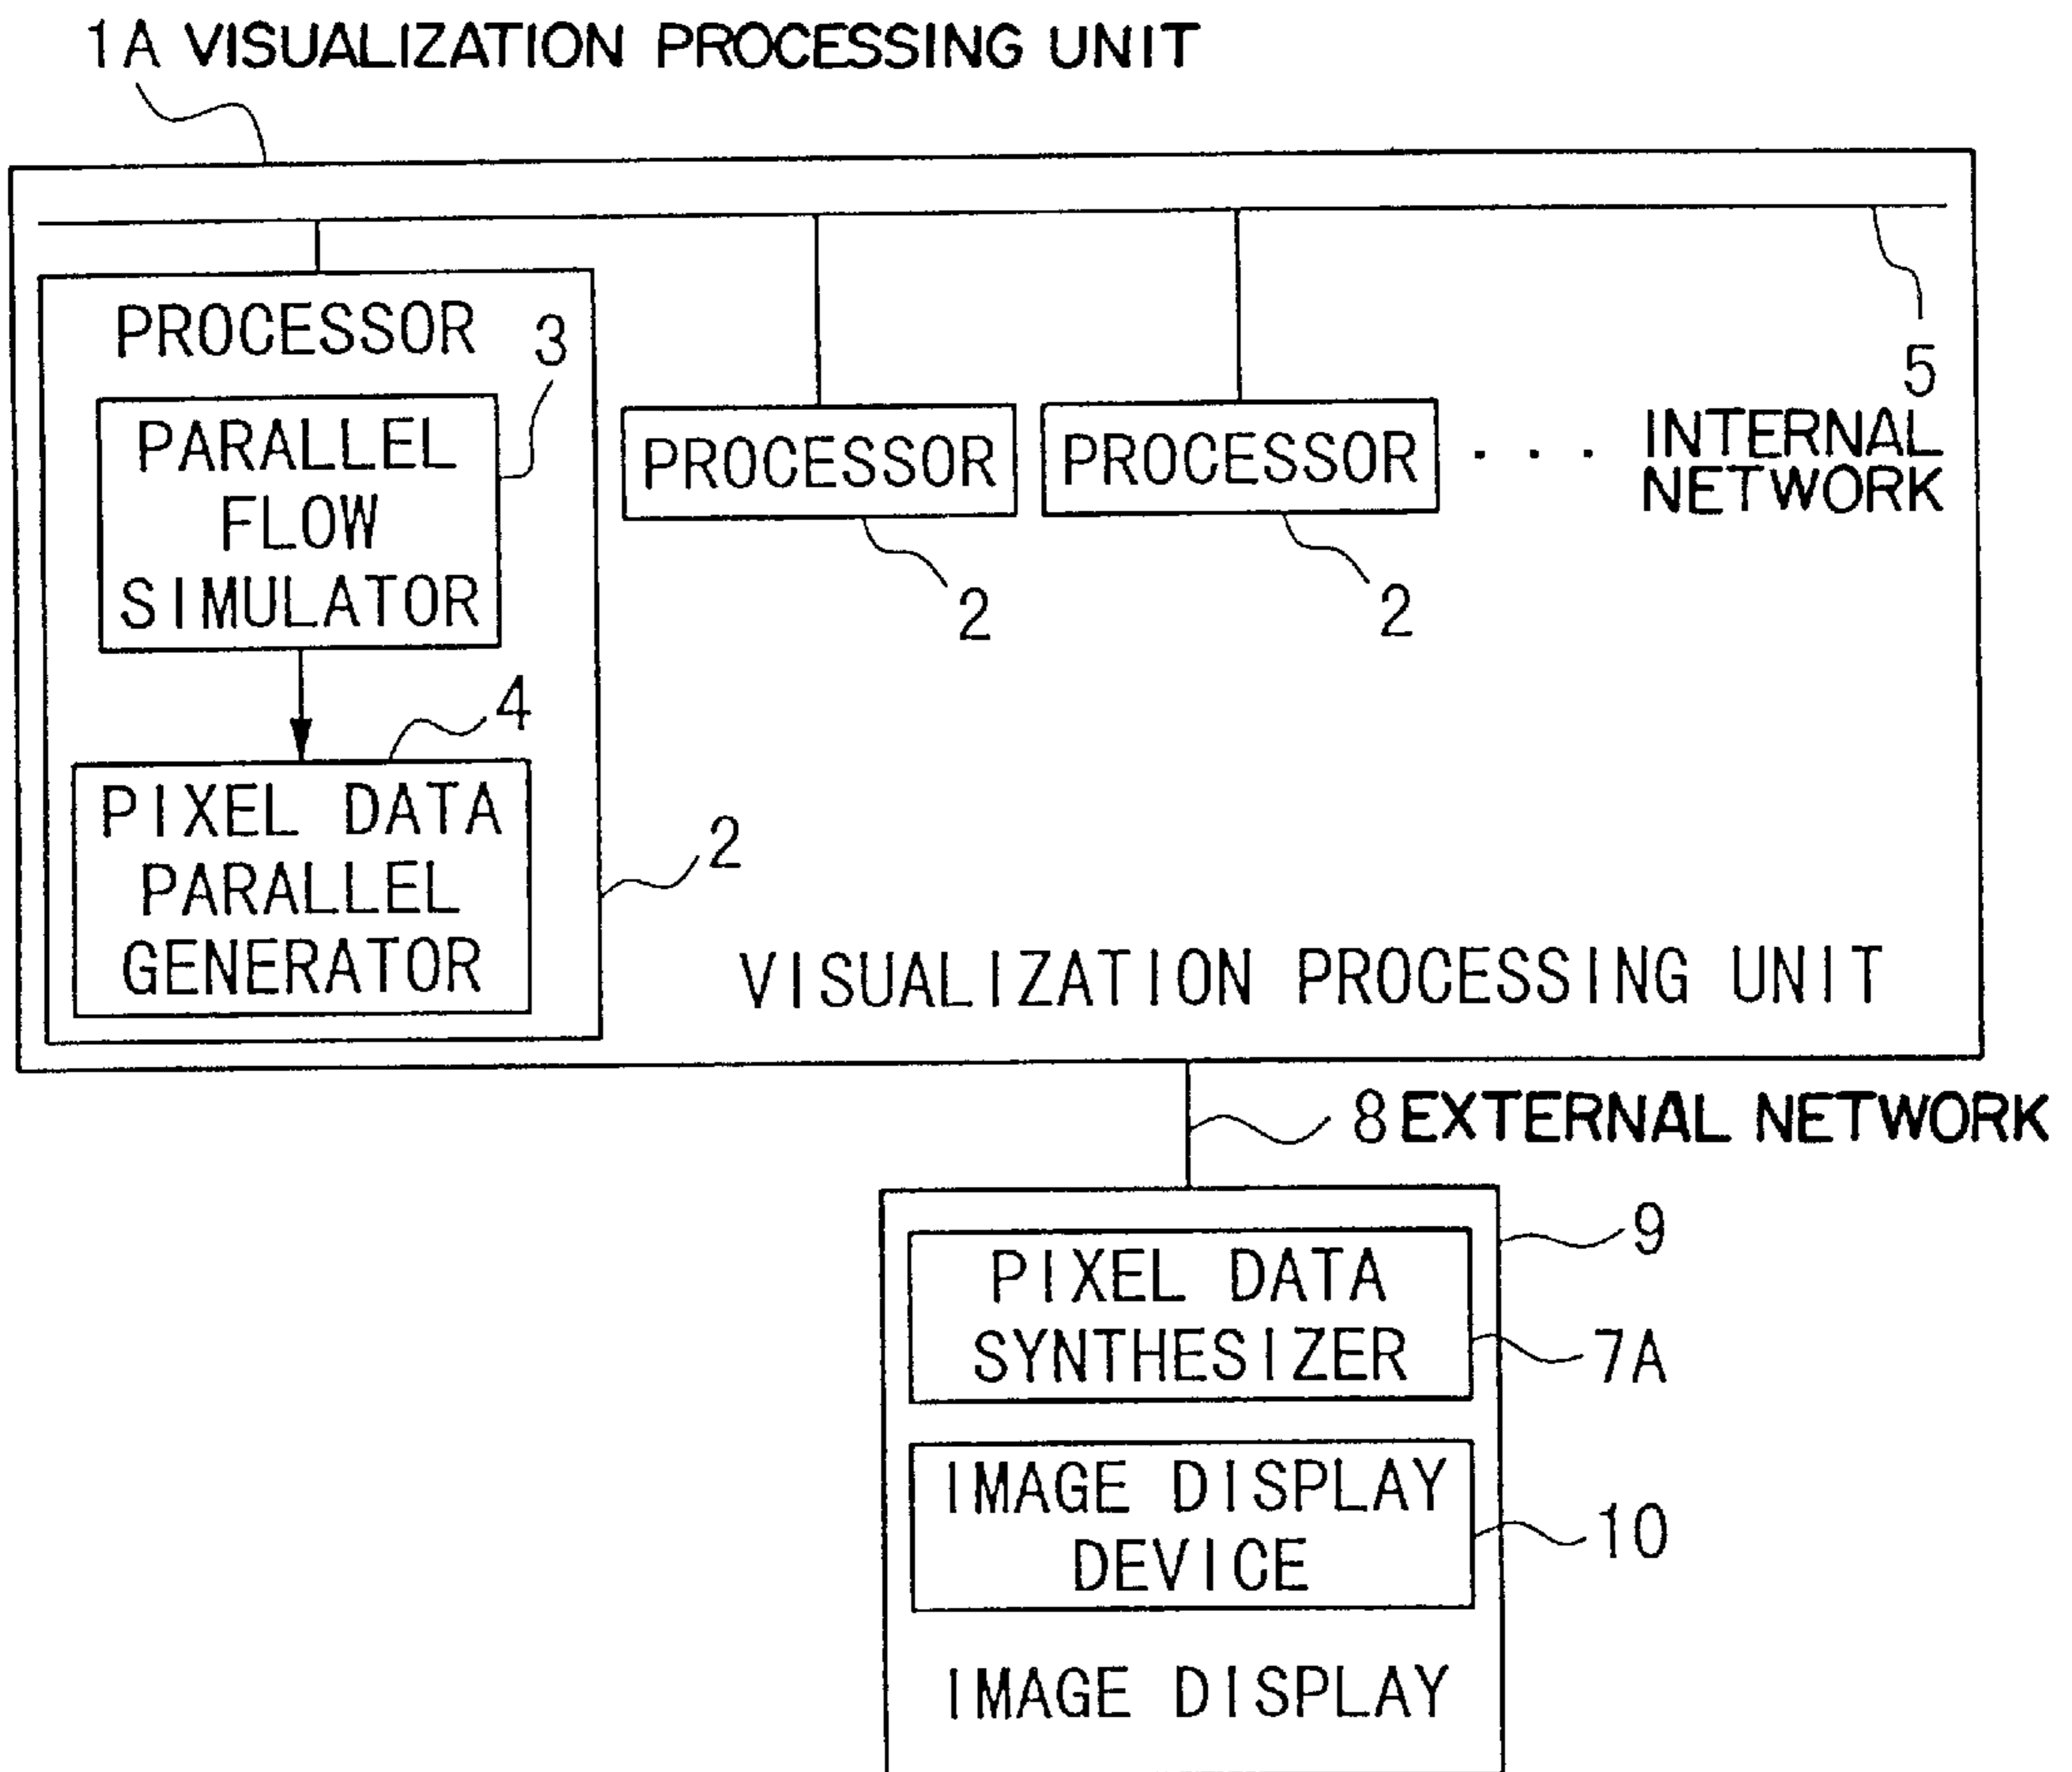 1A VISUALIZATION PROCESSING UNIT
PROCESSOR
3
PARALLEL
FLOW
SIMULATOR
4
PIXEL DATA
PARALLEL
GENERATOR
2
PROCESSOR
2
PROCESSOR
2
. . .
5
INTERNAL
NETWORK
VISUALIZATION PROCESSING UNIT
8 EXTERNAL NETWORK
9
PIXEL DATA
SYNTHESIZER
7A
IMAGE DISPLAY
DEVICE
10
IMAGE DISPLAY